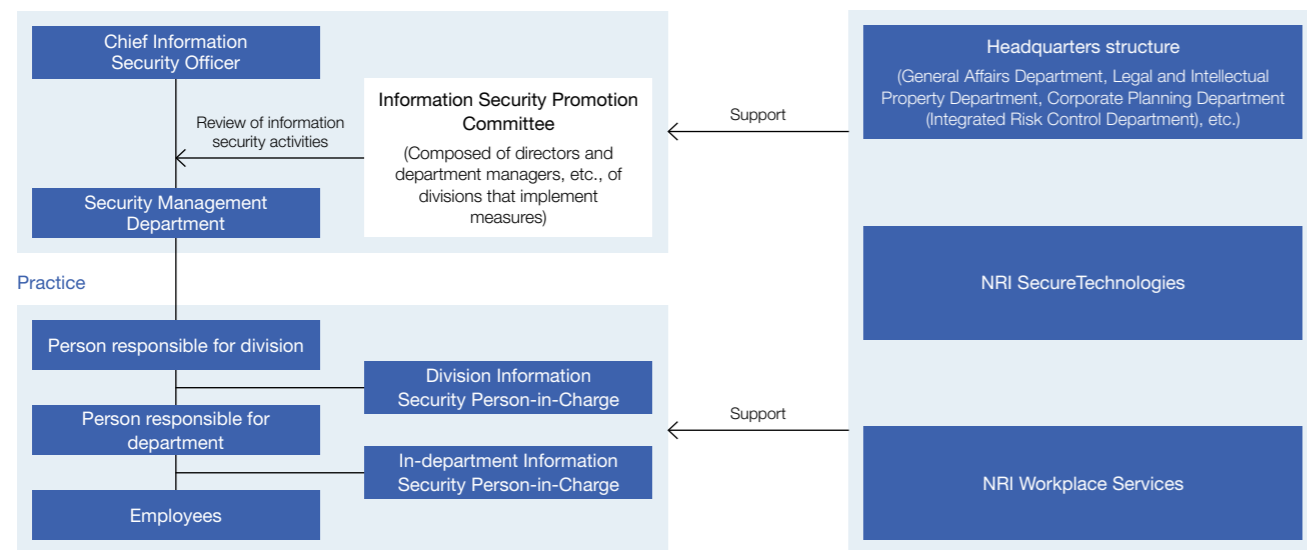 Chief Information
Security Officer
Review of information
security activities
Information Security Promotion
Committee
(Composed of directors and
department managers, etc., of
divisions that implement
measures)
Security Management
Department
Support
Headquarters structure
(General Affairs Department, Legal and Intellectual
Property Department, Corporate Planning Department
(Integrated Risk Control Department), etc.)
NRI SecureTechnologies
NRI Workplace Services
Practice
Person responsible for division
Division Information
Security Person-in-Charge
Person responsible for
department
In-department Information
Security Person-in-Charge
Employees
Support